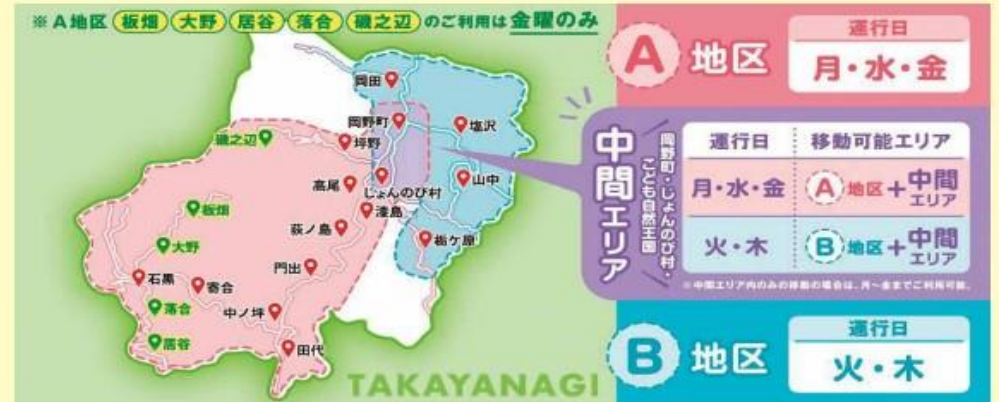 ※A地区 板畑 大野 居谷 落合 磯之辺 のご利用は 金曜のみ
岡田
岡野町
塩沢
磯之辺
坪野
高尾
じょんのび村
山中
板畑
漆島
荻ノ島
栃ケ原
大野
門出
石黒
寄合
落合
中ノ坪
居谷
田代
TAKAYANAGI
A 地区
運行日
月・水・金
中間エリア
岡野町・じょんのび村・
こども自然王国
運行日 移動可能エリア
月・水・金 A地区+中間エリア
火・木 B地区+中間エリア
※中間エリア内のみの移動の場合は、月~金までご利用可能。
B 地区
運行日
火・木